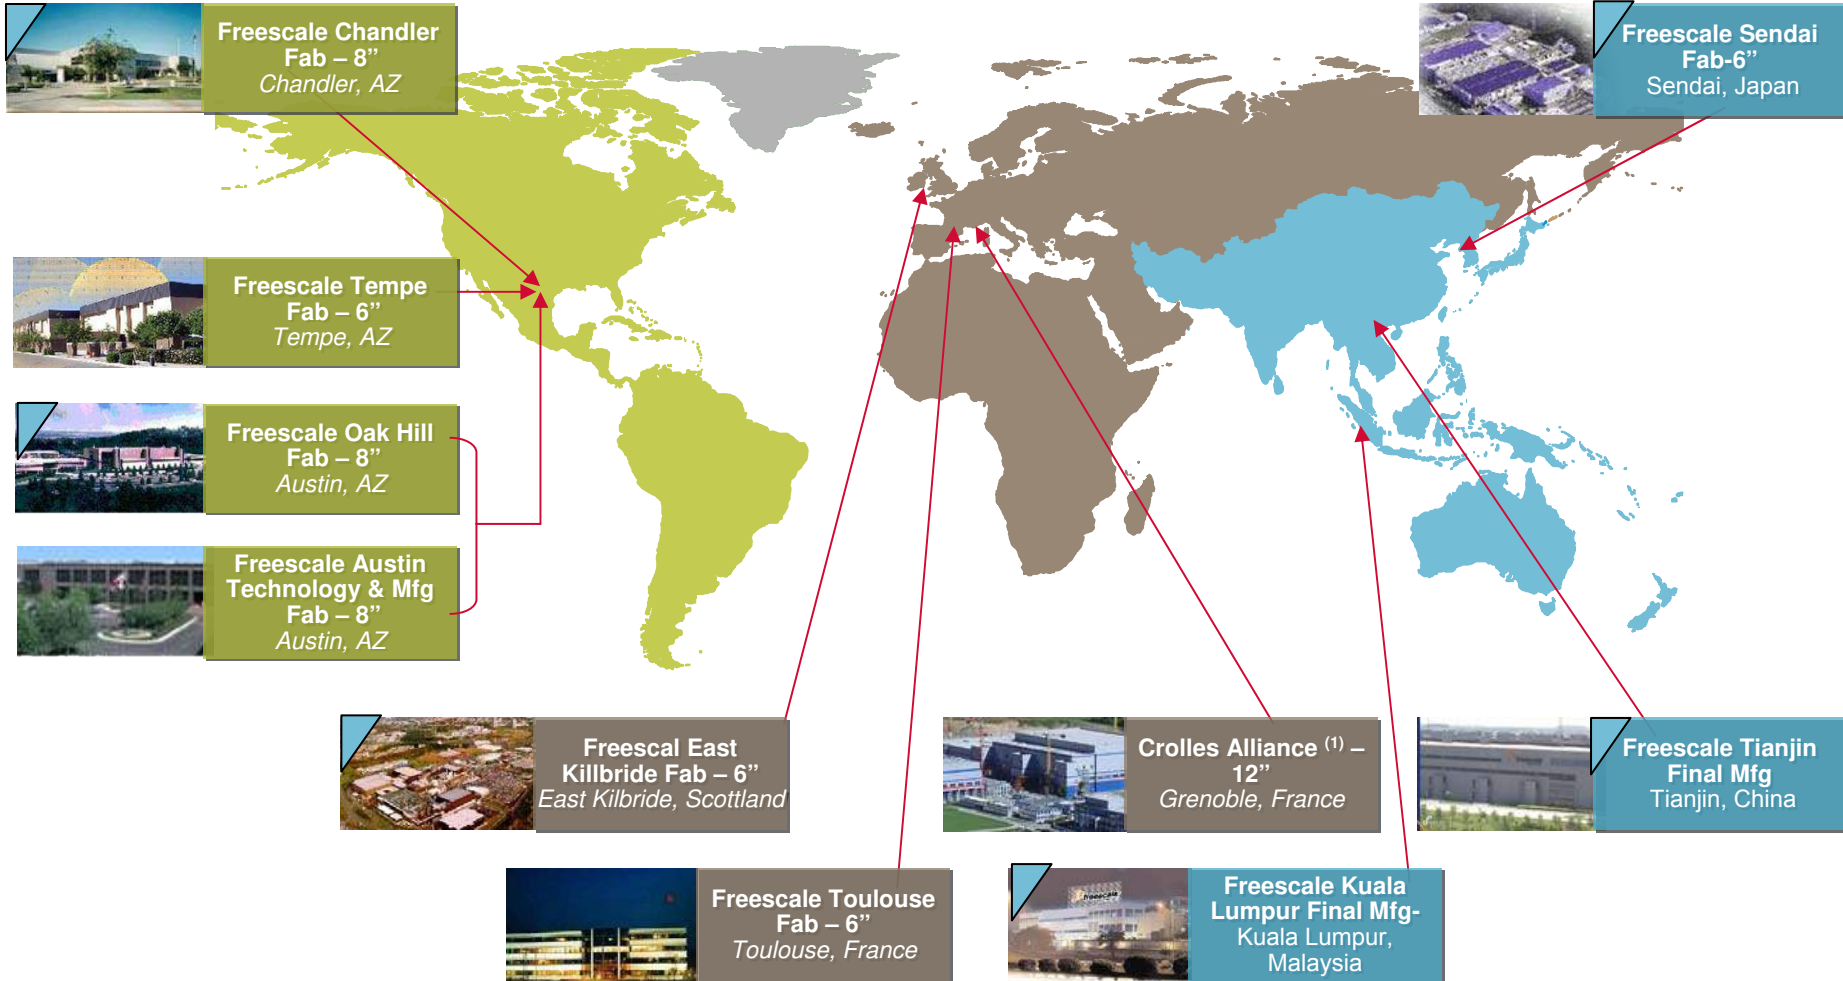 Freescale Chandler
Fab – 8”
Chandler, AZ
Freescale Sendai
Fab-6”
Sendai, Japan
Freescale Tempe
Fab – 6”
Tempe, AZ
Freescale Oak Hill
Fab – 8”
Austin, AZ
Freescale Austin
Technology & Mfg
Fab – 8”
Austin, AZ
Freescal East
Killbride Fab – 6”
East Kilbride, Scottland
Crolles Alliance (1) –
12”
Grenoble, France
Freescale Tianjin
Final Mfg
Tianjin, China
Freescale Toulouse
Fab – 6”
Toulouse, France
freescale
Freescale Kuala
Lumpur Final Mfg-
Kuala Lumpur,
Malaysia